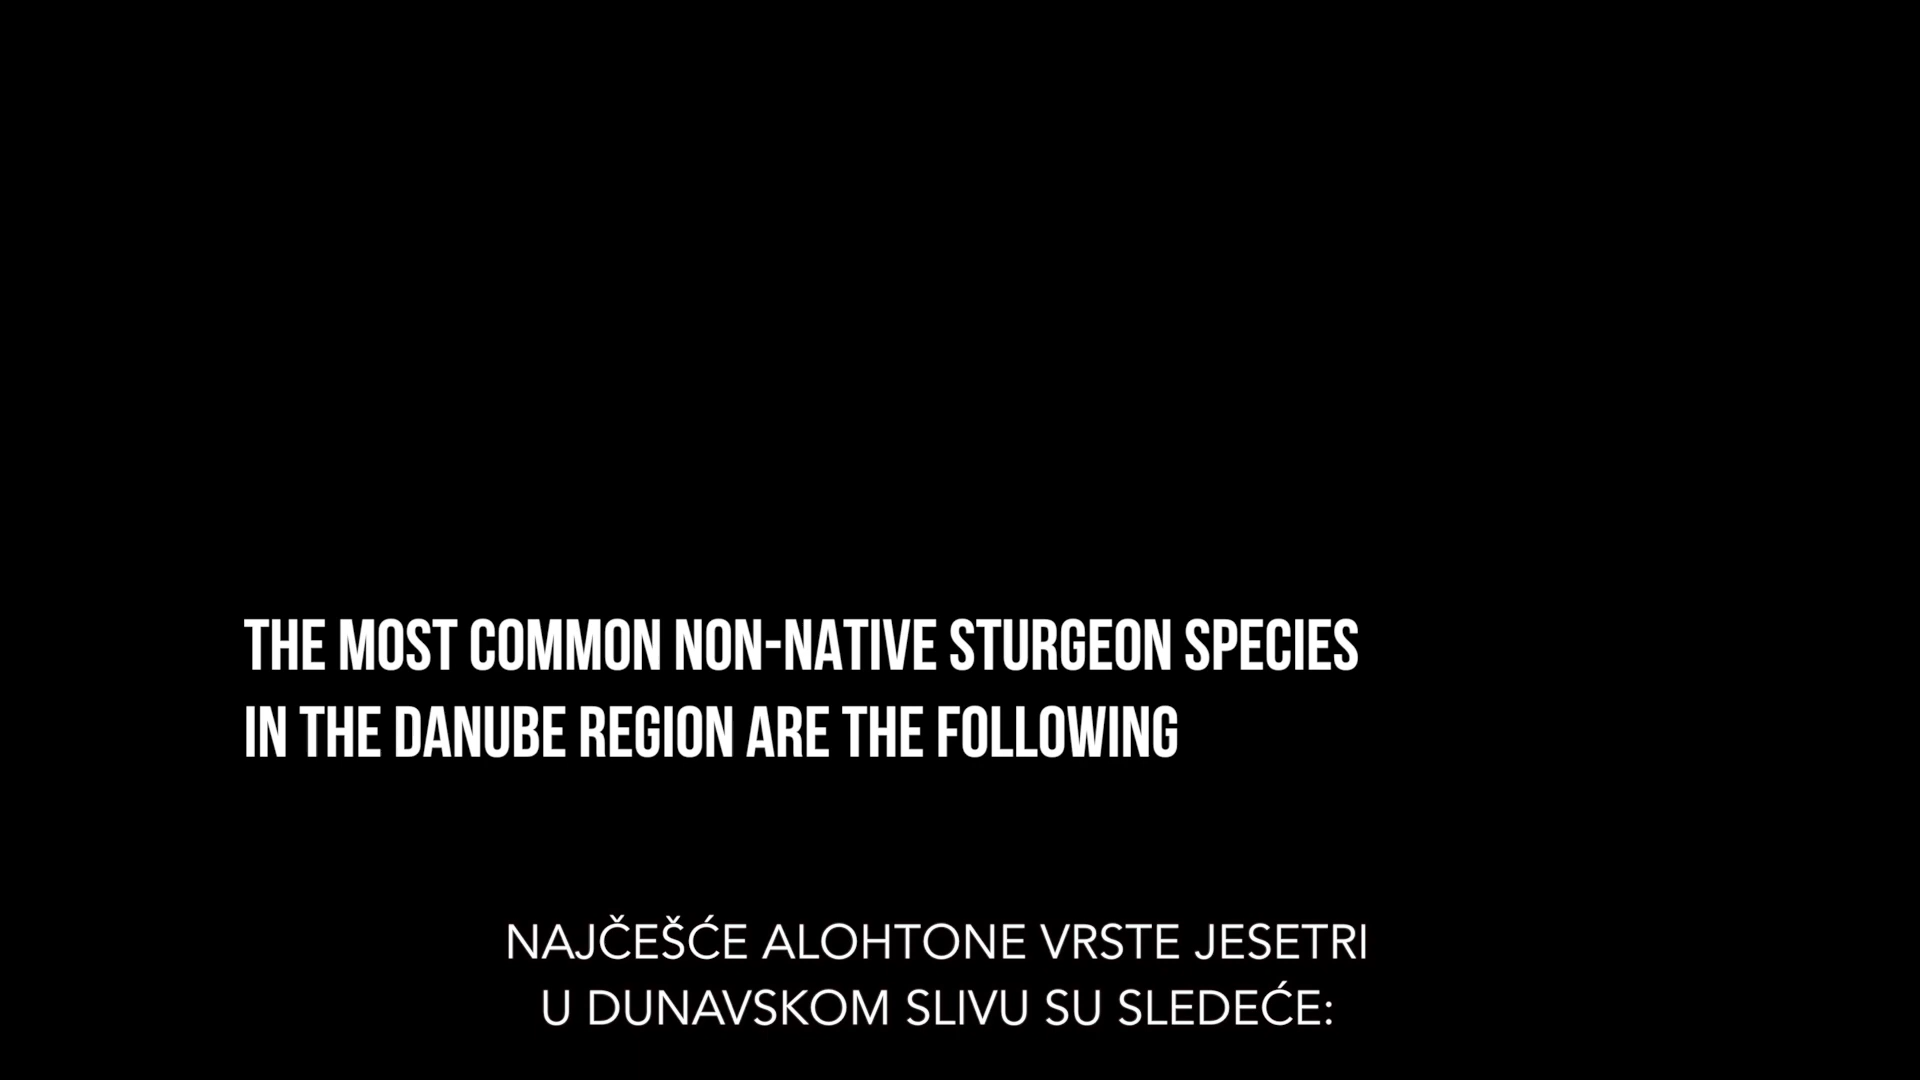 THE MOST COMMON NON-NATIVE STURGEON SPECIES
IN THE DANUBE REGION ARE THE FOLLOWING
NAJČEŠĆE ALOHTONE VRSTE JESETRI
U DUNAVSKOM SLIVU SU SLEDEĆE: